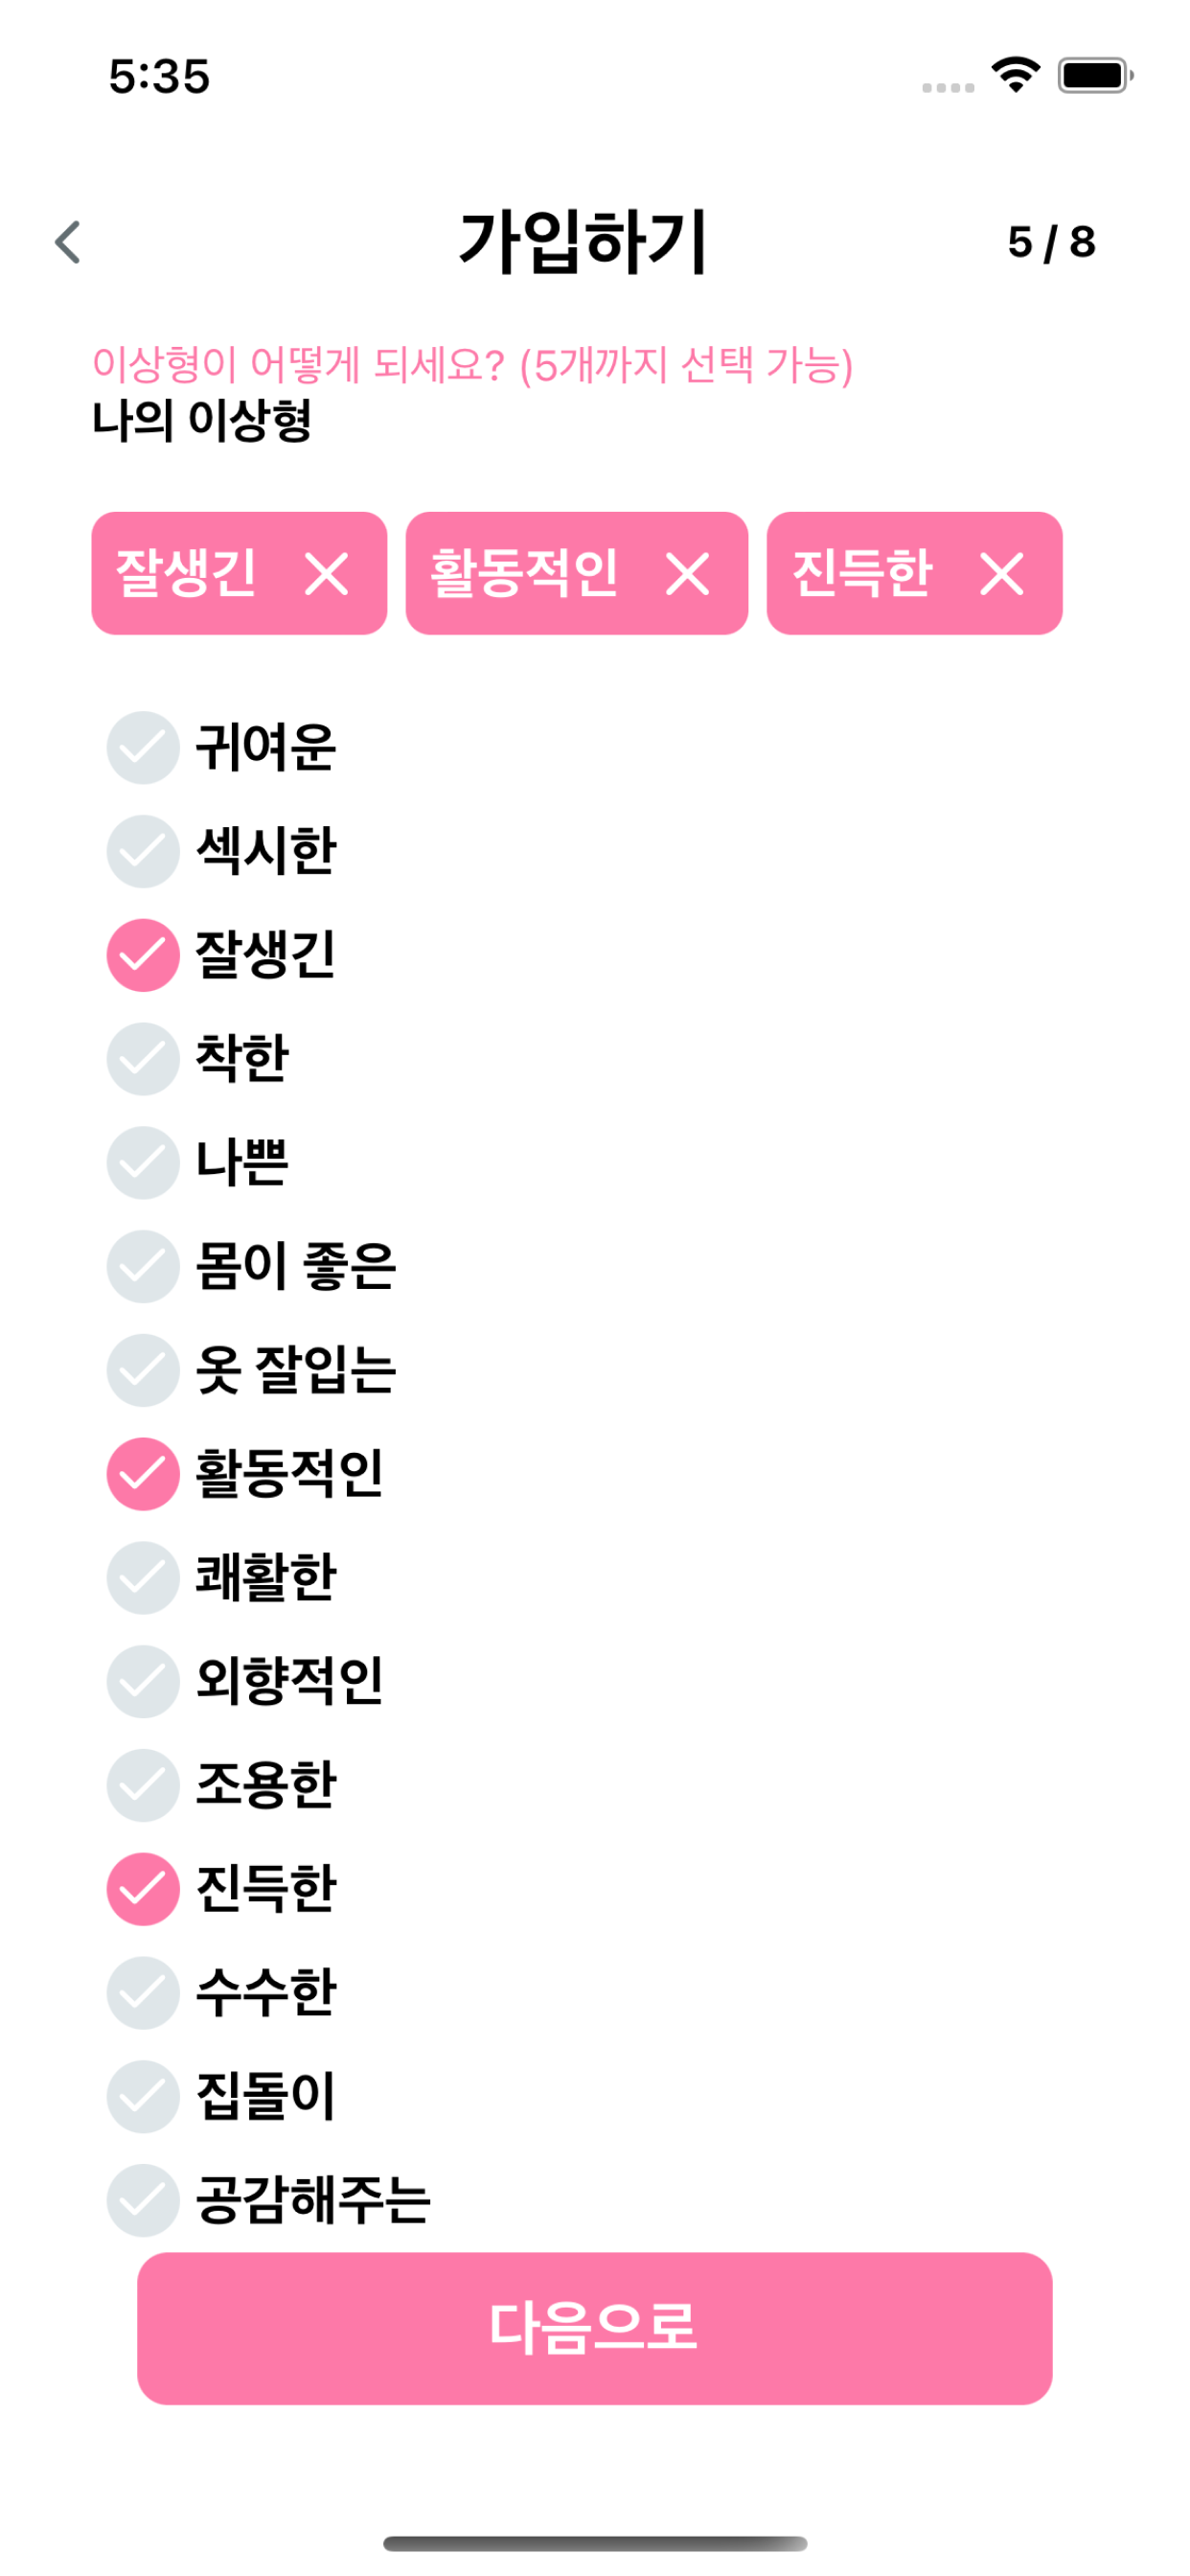 5:35
가입하기
5 / 8
이상형이 어떻게 되세요? (5개까지 선택 가능)
나의 이상형
잘생긴 활동적인 진득한
귀여운
섹시한
잘생긴
착한
나쁜
몸이 좋은
옷 잘입는
활동적인
쾌활한
외향적인
조용한
진득한
수수한
집돌이
공감해주는
다음으로